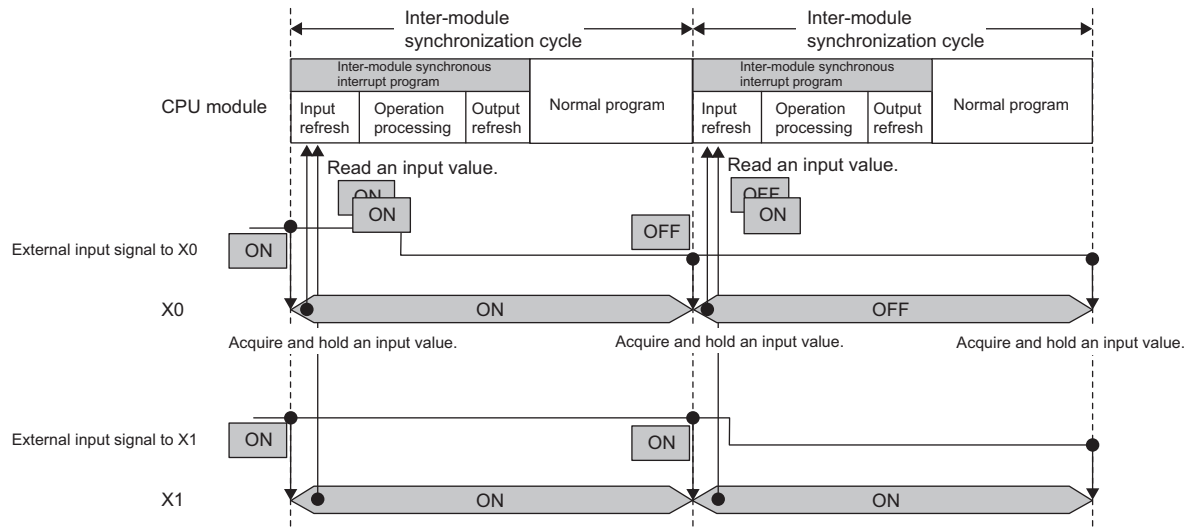 Inter-module
synchronization cycle
Inter-module
synchronization cycle
Inter-module synchronous
interrupt program
Inter-module synchronous
interrupt program
CPU module
Input
refresh
Operation
processing
Output
refresh
Normal program
Input
refresh
Operation
processing
Output
refresh
Normal program
Read an input value.
Read an input value.
ON
ON
OFF
ON
External input signal to X0
ON
OFF
X0
ON
OFF
Acquire and hold an input value.
Acquire and hold an input value.
Acquire and hold an input value.
External input signal to X1
ON
ON
X1
ON
ON